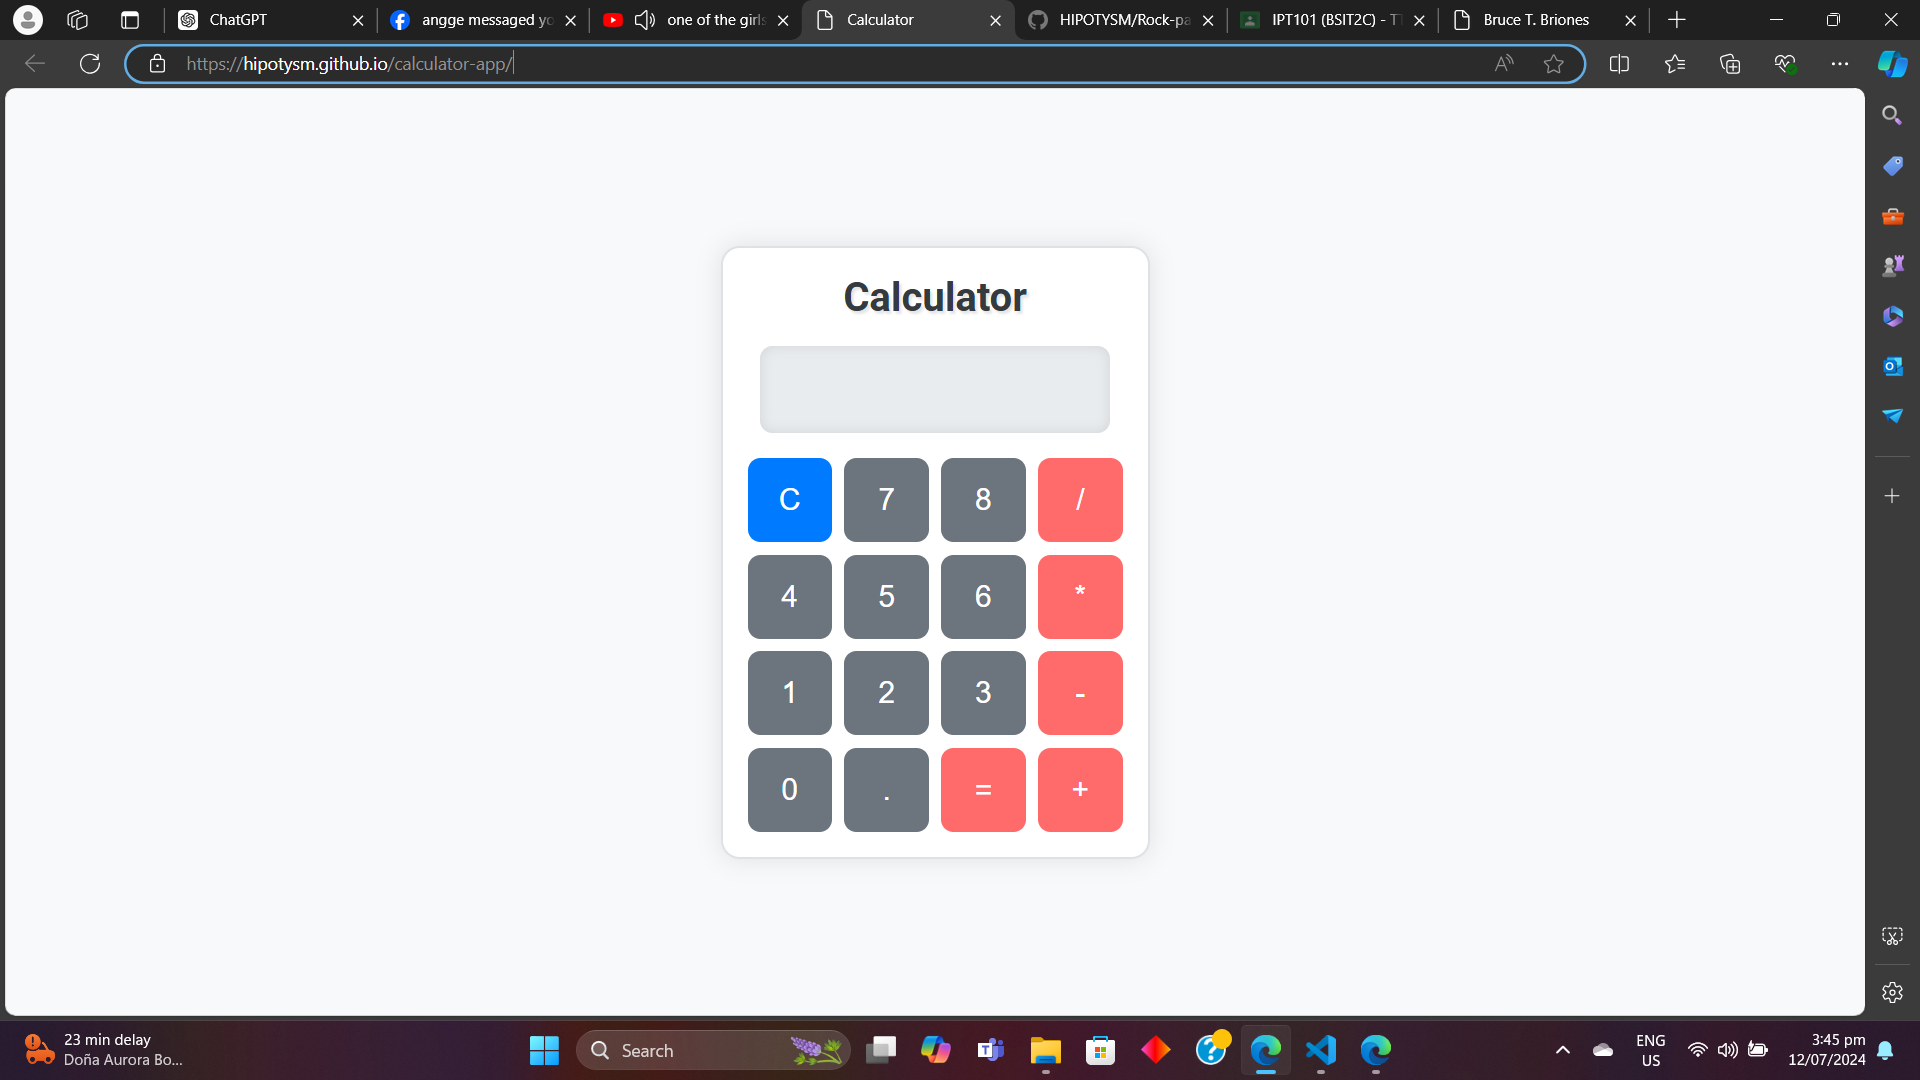 ChatGPT
angge messaged yo
one of the girls
Calculator
HIPOTYSM/Rock-pa
IPT101 (BSIT2C) - TT
Bruce T. Briones
https://hipotysm.github.io/calculator-app/
Calculator
C 7 8 /
4 5 6 *
1 2 3 -
0 . = +
23 min delay
Doña Aurora Bo...
Search
ENG
US
3:45 pm
12/07/2024